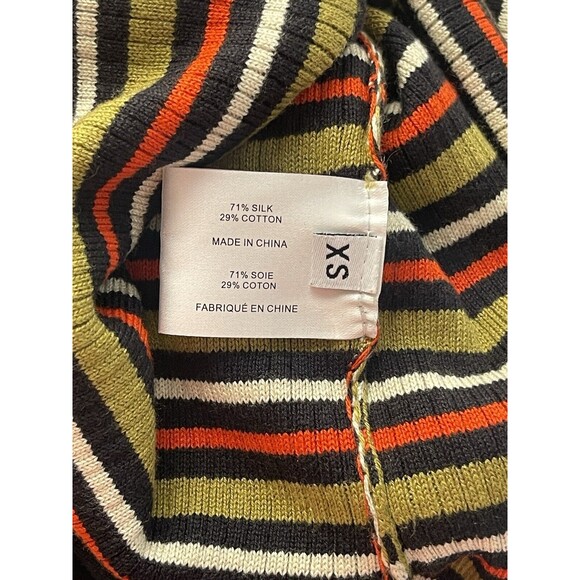 71% SILK
29% COTTON
MADE IN CHINA
71% SOIE
29% COTON
FABRIQUÉ EN CHINE
XS